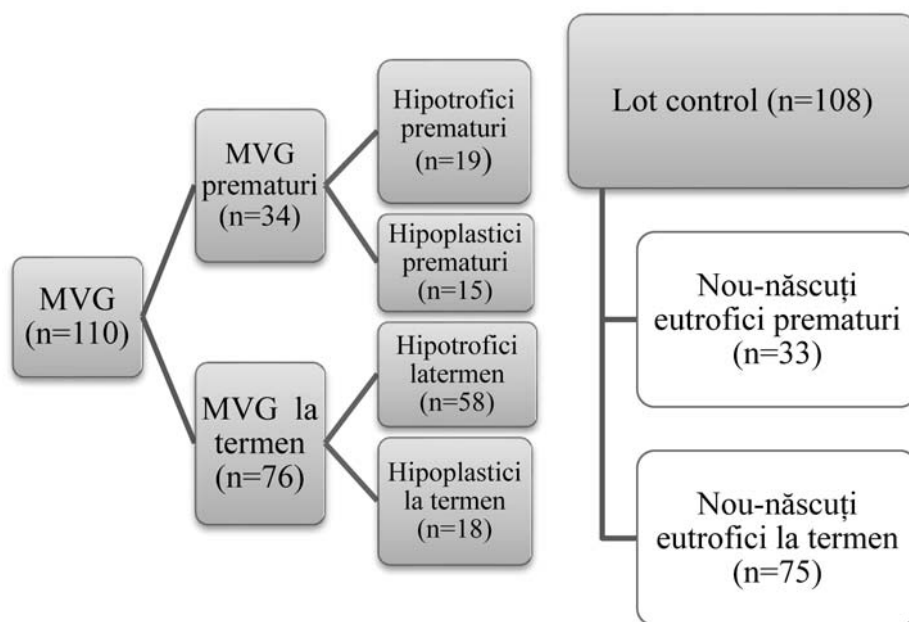 MVG
(n=110)
MVG
prematuri
(n=34)
Hipotrofici
prematuri
(n=19)
Hipoplastici
prematuri
(n=15)
MVG la
termen
(n=76)
Hipotrofici
latermen
(n=58)
Hipoplastici
la termen
(n=18)
Lot control (n=108)
Nou-născuți
eutrofici prematuri
(n=33)
Nou-născuți
eutrofici la termen
(n=75)